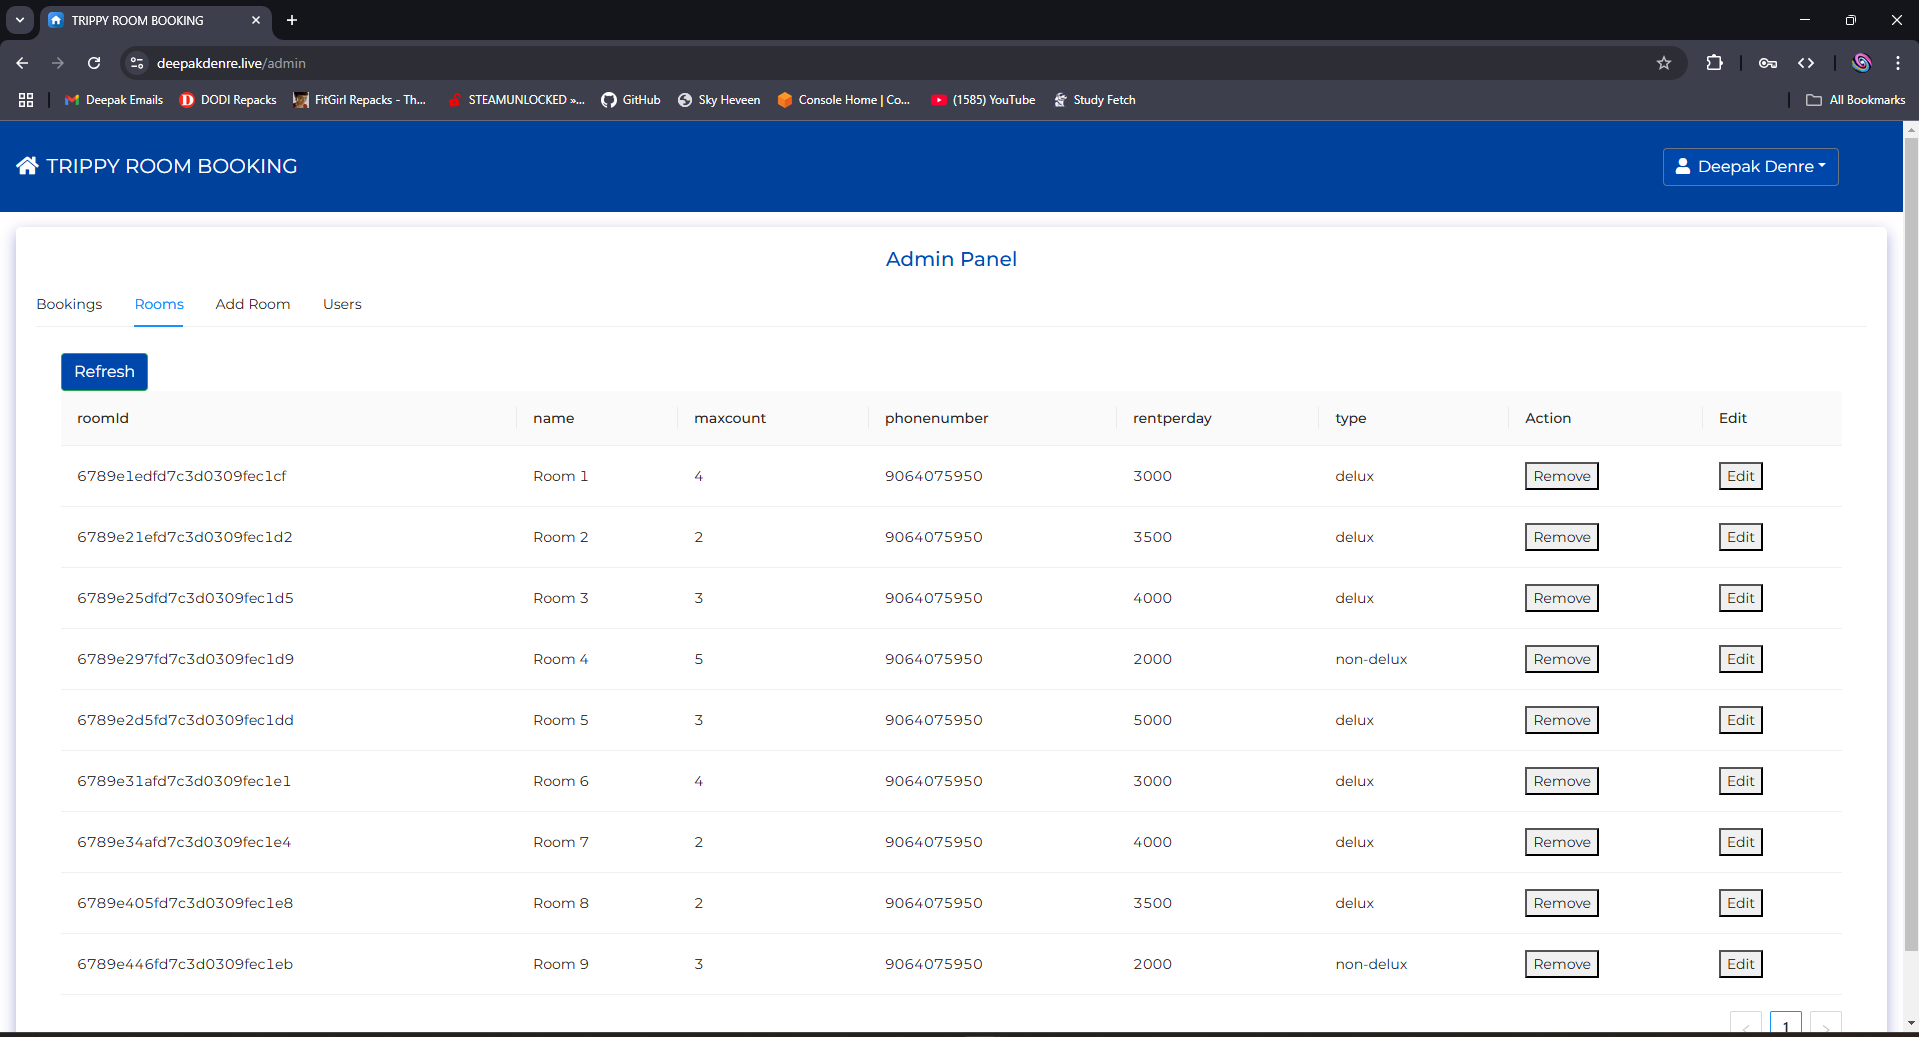 TRIPPY ROOM BOOKING
deepakdenre.live/admin
Deepak Emails DODI Repacks FitGirl Repacks - Th... STEAMUNLOCKED »... GitHub Sky Heveen Console Home | Co... (1585) YouTube Study Fetch All Bookmarks
TRIPPY ROOM BOOKING Deepak Denre
Admin Panel
Bookings Rooms Add Room Users
Refresh
roomId name maxcount phonenumber rentperday type Action Edit
6789e1edfd7c3d0309fec1cf Room 1 4 9064075950 3000 delux Remove Edit
6789e21efd7c3d0309fec1d2 Room 2 2 9064075950 3500 delux Remove Edit
6789e25dfd7c3d0309fec1d5 Room 3 3 9064075950 4000 delux Remove Edit
6789e297fd7c3d0309fec1d9 Room 4 5 9064075950 2000 non-delux Remove Edit
6789e2d5fd7c3d0309fec1dd Room 5 3 9064075950 5000 delux Remove Edit
6789e31afd7c3d0309fec1e1 Room 6 4 9064075950 3000 delux Remove Edit
6789e34afd7c3d0309fec1e4 Room 7 2 9064075950 4000 delux Remove Edit
6789e405fd7c3d0309fec1e8 Room 8 2 9064075950 3500 delux Remove Edit
6789e446fd7c3d0309fec1eb Room 9 3 9064075950 2000 non-delux Remove Edit
1